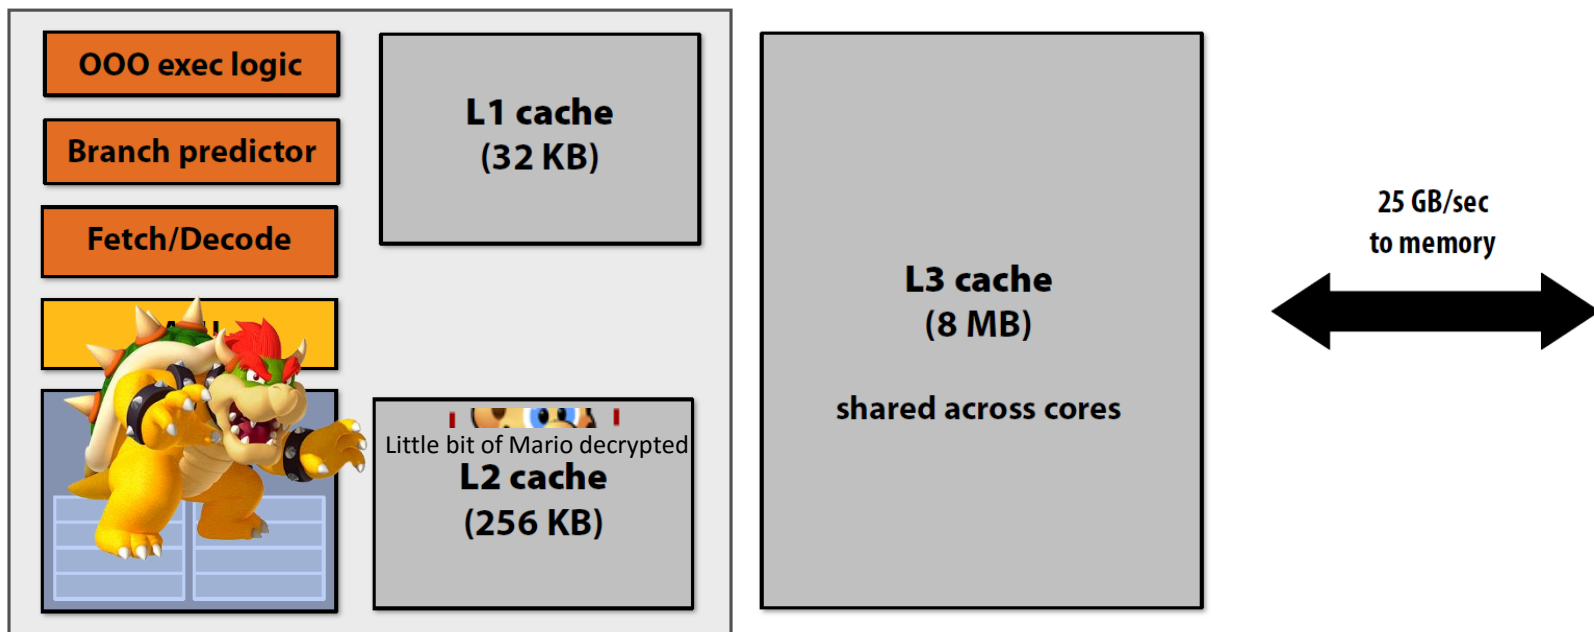 OOO exec logic
Branch predictor
Fetch/Decode
L1 cache
(32 KB)
Little bit of Mario decrypted
L2 cache
(256 KB)
L3 cache
(8 MB)
shared across cores
25 GB/sec
to memory